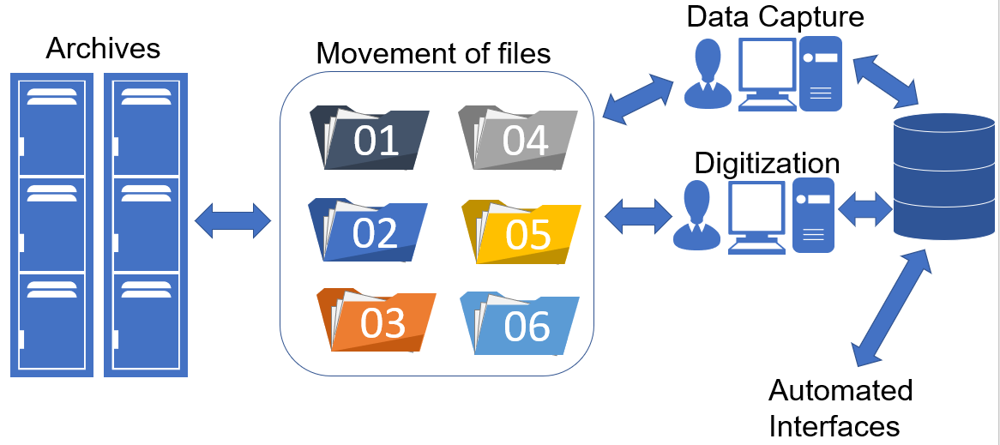 Archives
Movement of files
01
04
02
05
03
06
Data Capture
Digitization
Automated
Interfaces